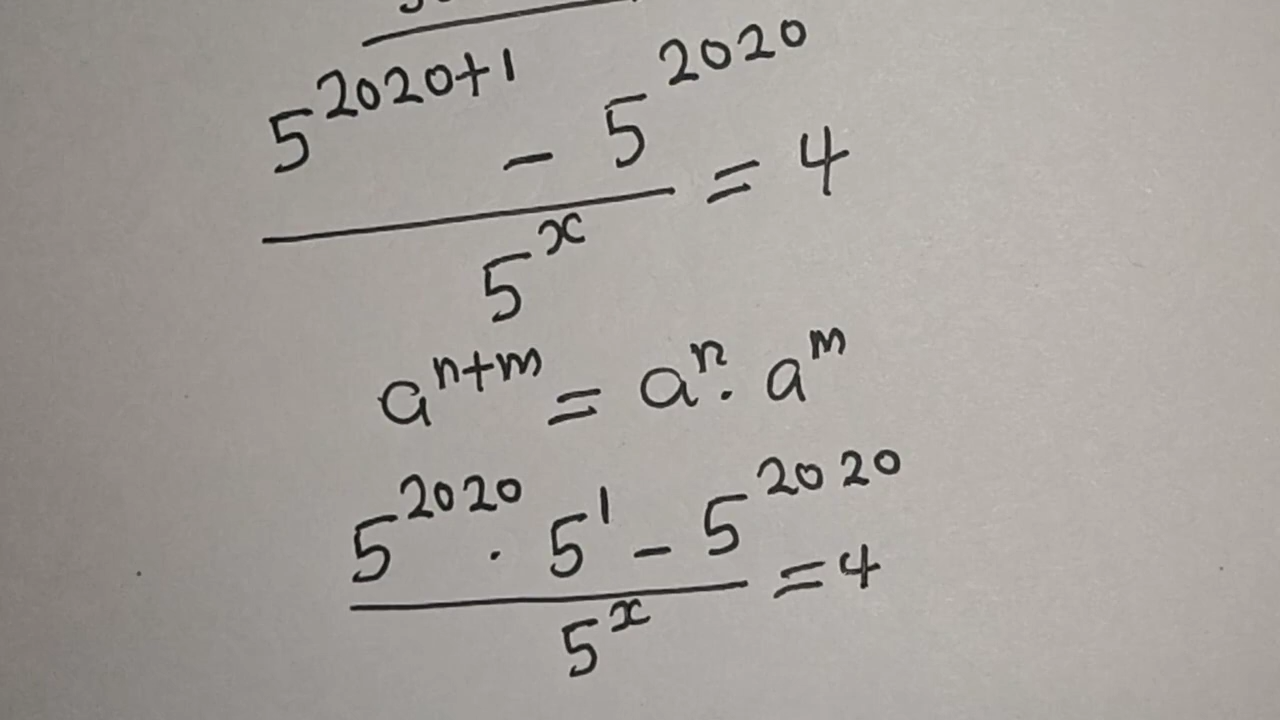 5^{2020+1} - 5^{2020}
/ 5^x = 4
a^{n+m} = a^n . a^m
5^{2020} . 5^1 - 5^{2020}
/ 5^x = 4